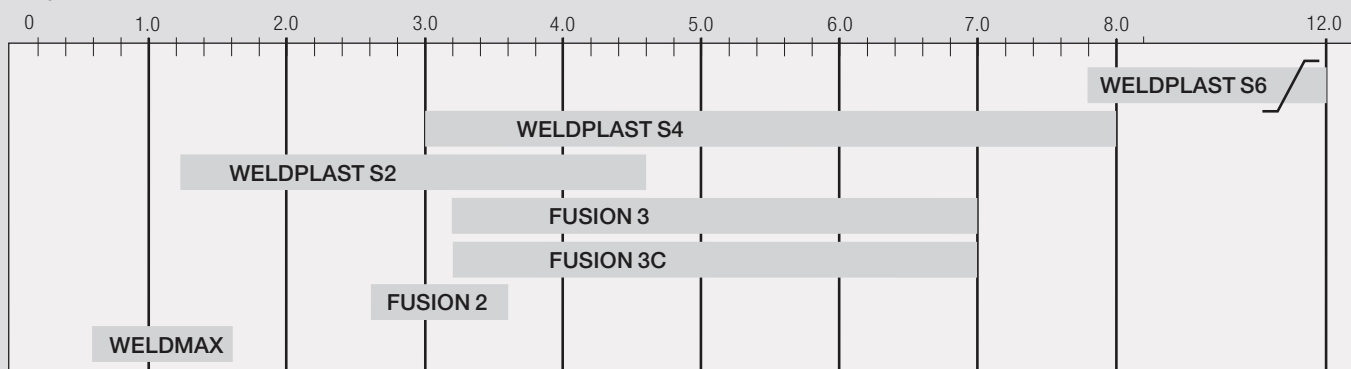 0 1.0 2.0 3.0 4.0 5.0 6.0 7.0 8.0 12.0
WELDPLAST S6
WELDPLAST S4
WELDPLAST S2
FUSION 3
FUSION 3C
FUSION 2
WELDMAX